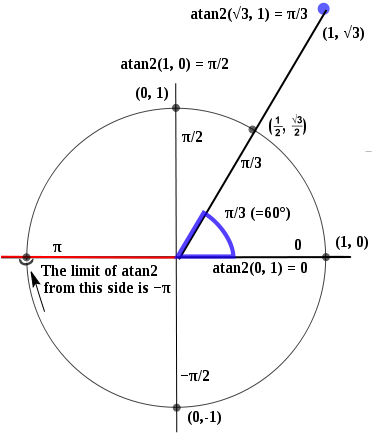 atan2(√3, 1) = π/3
(1, √3)
atan2(1, 0) = π/2
(0, 1)
(1/2, √3/2)
π/2
π/3
π/3 (=60°)
π
0
(1, 0)
The limit of atan2
from this side is −π
atan2(0, 1) = 0
−π/2
(0,-1)